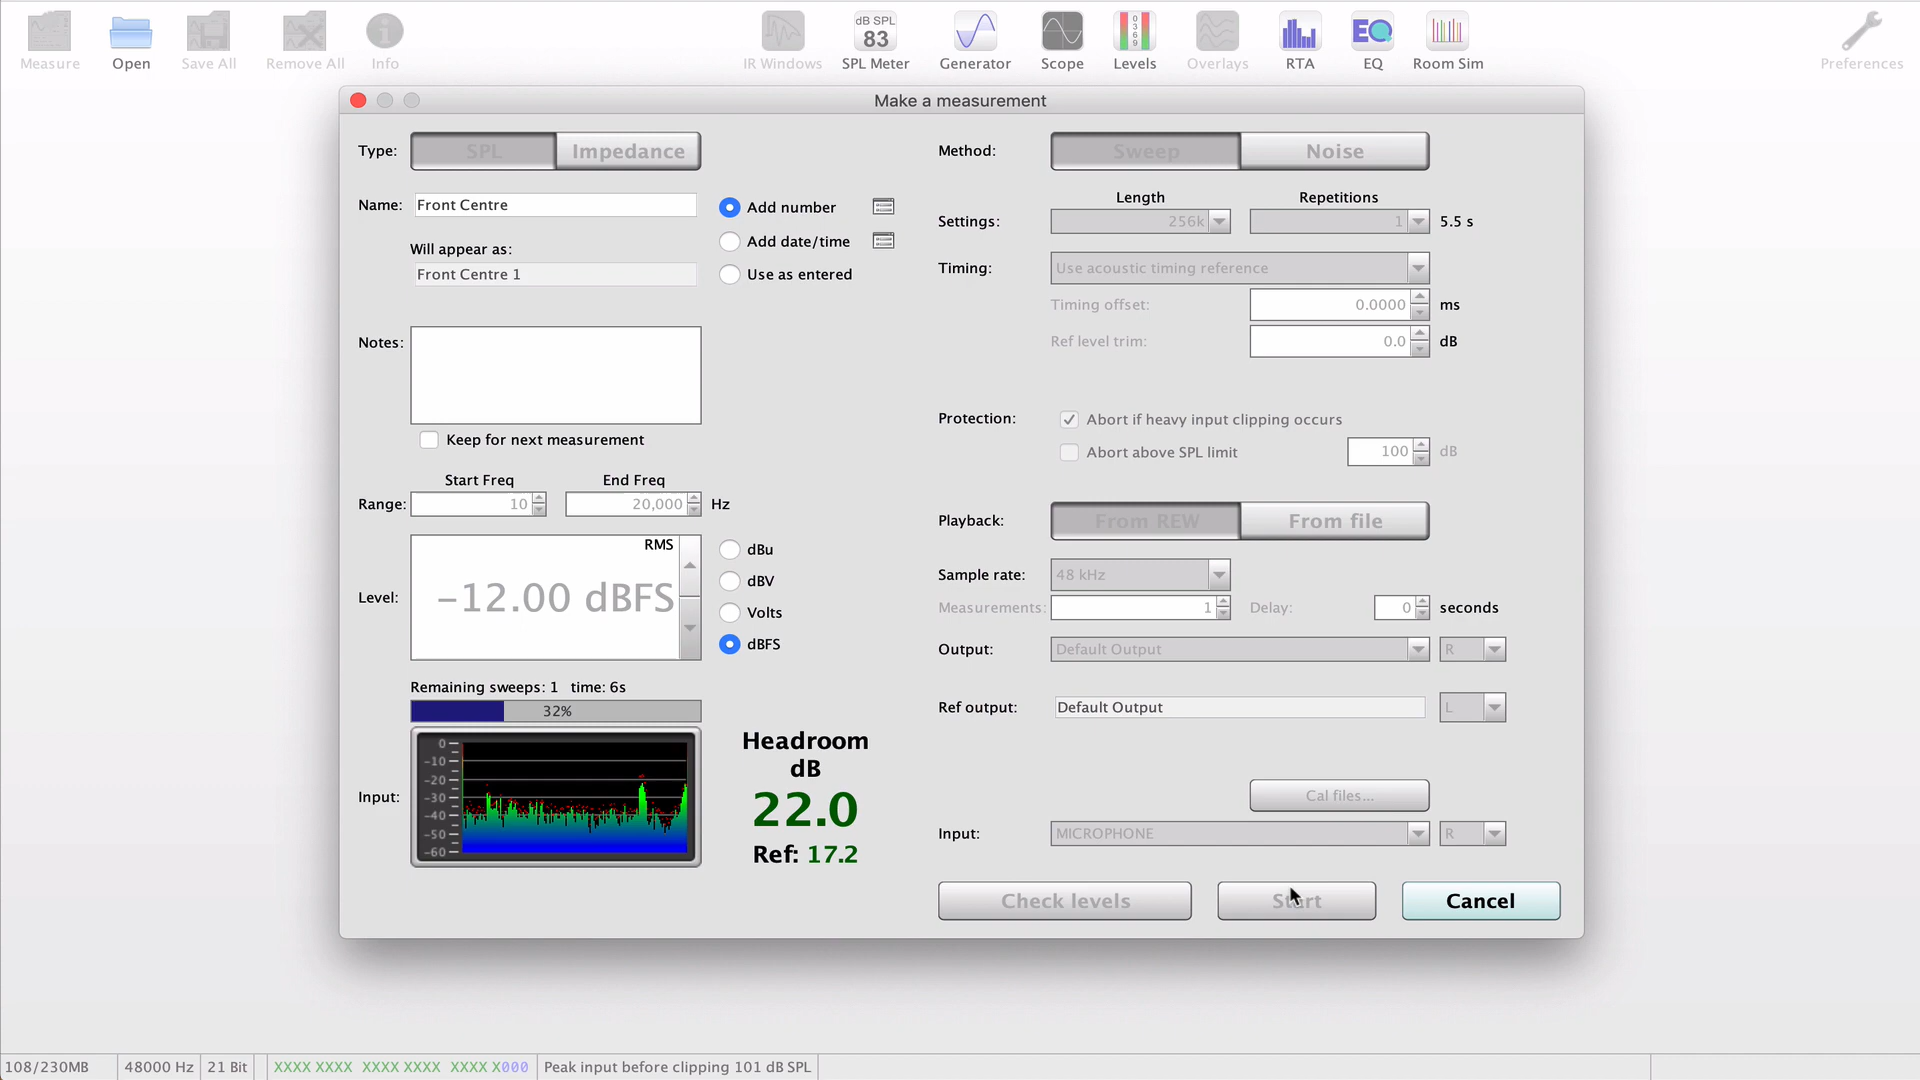 dB SPL
83
0 3 6 9
EQ
Measure Open Save All Remove All Info IR Windows SPL Meter Generator Scope Levels Overlays RTA EQ Room Sim Preferences
Make a measurement
Type: SPL Impedance
Method: Sweep Noise
Name: Front Centre
Add number
Will appear as:
Front Centre 1
Add date/time
Use as entered
Length Repetitions
Settings: 256k 1 5.5 s
Timing: Use acoustic timing reference
Timing offset: 0.0000 ms
Ref level trim: 0.0 dB
Notes:
Keep for next measurement
Protection: Abort if heavy input clipping occurs
Abort above SPL limit 100 dB
Start Freq End Freq
Range: 10 20,000 Hz
Playback: From REW From file
Level: RMS
-12.00 dBFS
dBu
dBV
Volts
dBFS
Sample rate: 48 kHz
Measurements: 1 Delay: 0 seconds
Output: Default Output R
Ref output: Default Output L
Remaining sweeps: 1 time: 6s
32%
Input:
0
-10
-20
-30
-40
-50
-60
Headroom
dB
22.0
Ref: 17.2
Cal files...
Input: MICROPHONE R
Check levels Start Cancel
108/230MB 48000 Hz 21 Bit XXXX XXXX XXXX XXXX XXXX X000 Peak input before clipping 101 dB SPL